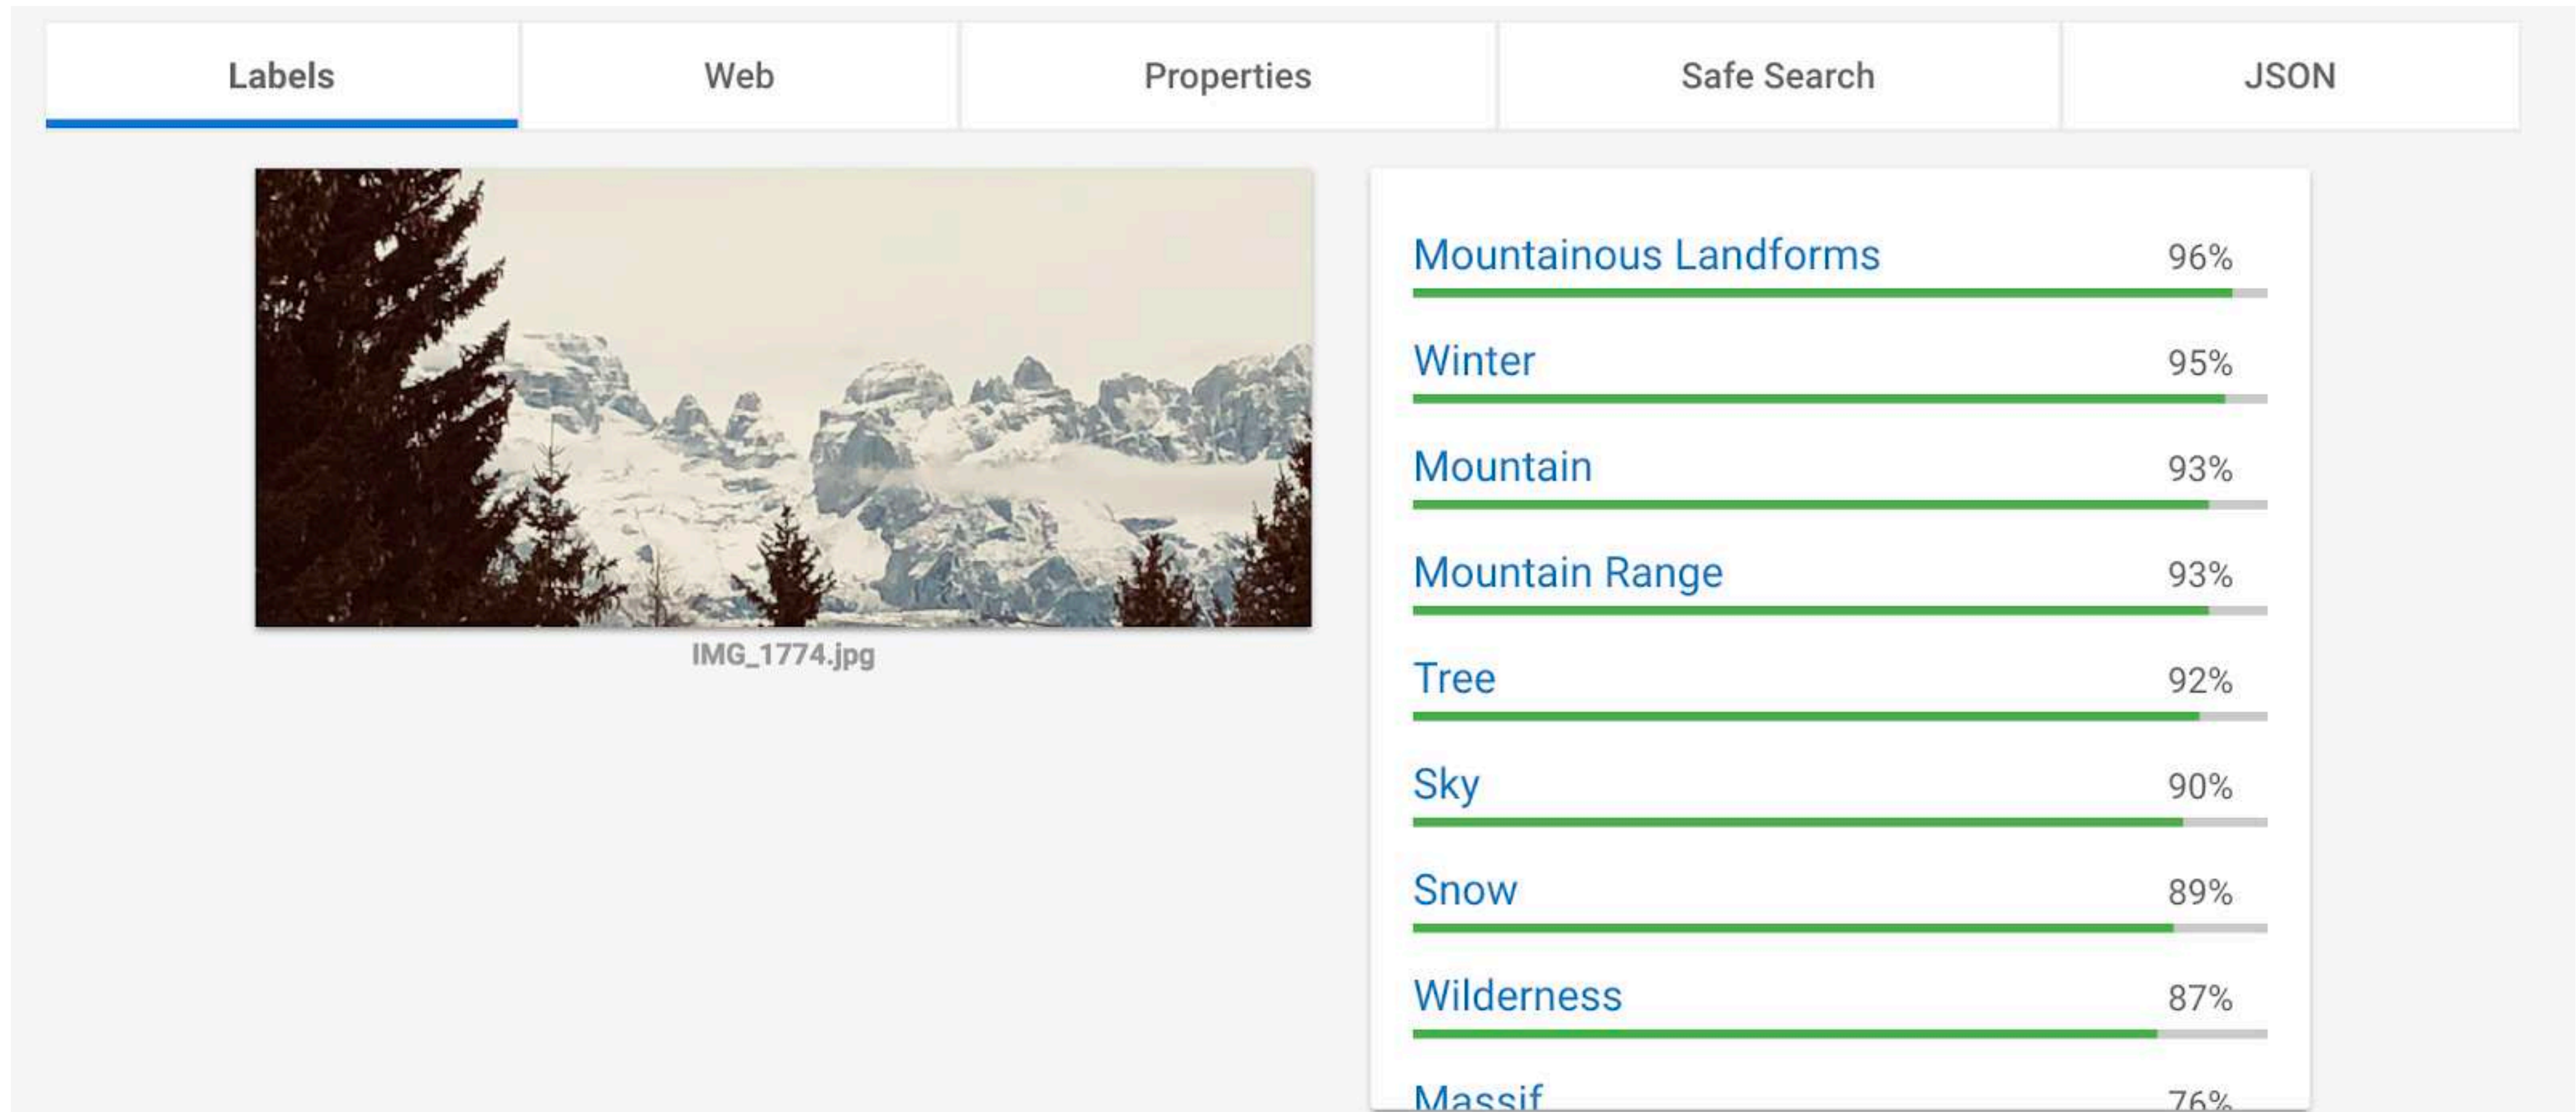 Labels Web Properties Safe Search JSON
IMG_1774.jpg
Mountainous Landforms 96%
Winter 95%
Mountain 93%
Mountain Range 93%
Tree 92%
Sky 90%
Snow 89%
Wilderness 87%
Massif 76%